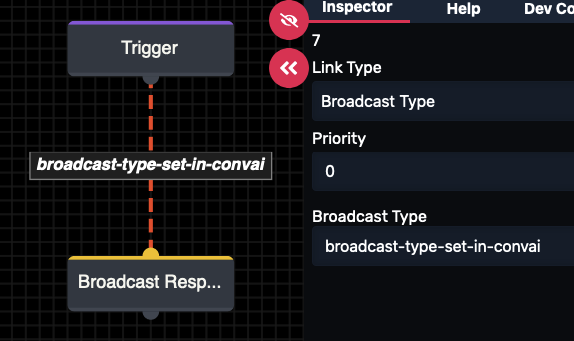 Trigger
broadcast-type-set-in-convai
Broadcast Resp...
Inspector
Help
Dev Co
7
Link Type
Broadcast Type
Priority
0
Broadcast Type
broadcast-type-set-in-convai